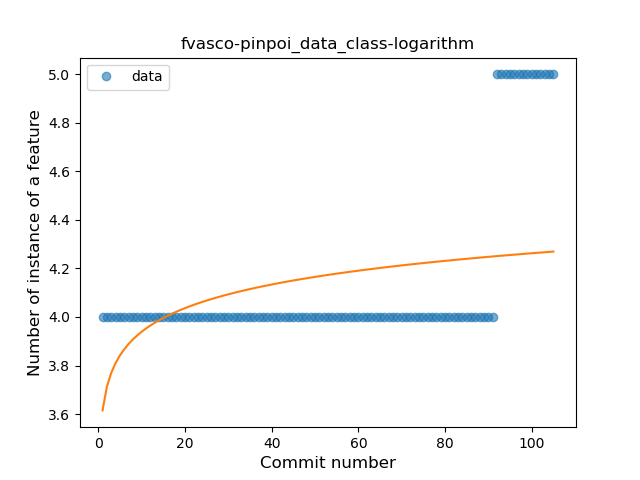 fvasco-pinpoi_data_class-logarithm
data
Number of instance of a feature
5.0
4.8
4.6
4.4
4.2
4.0
3.8
3.6
0 20 40 60 80 100
Commit number